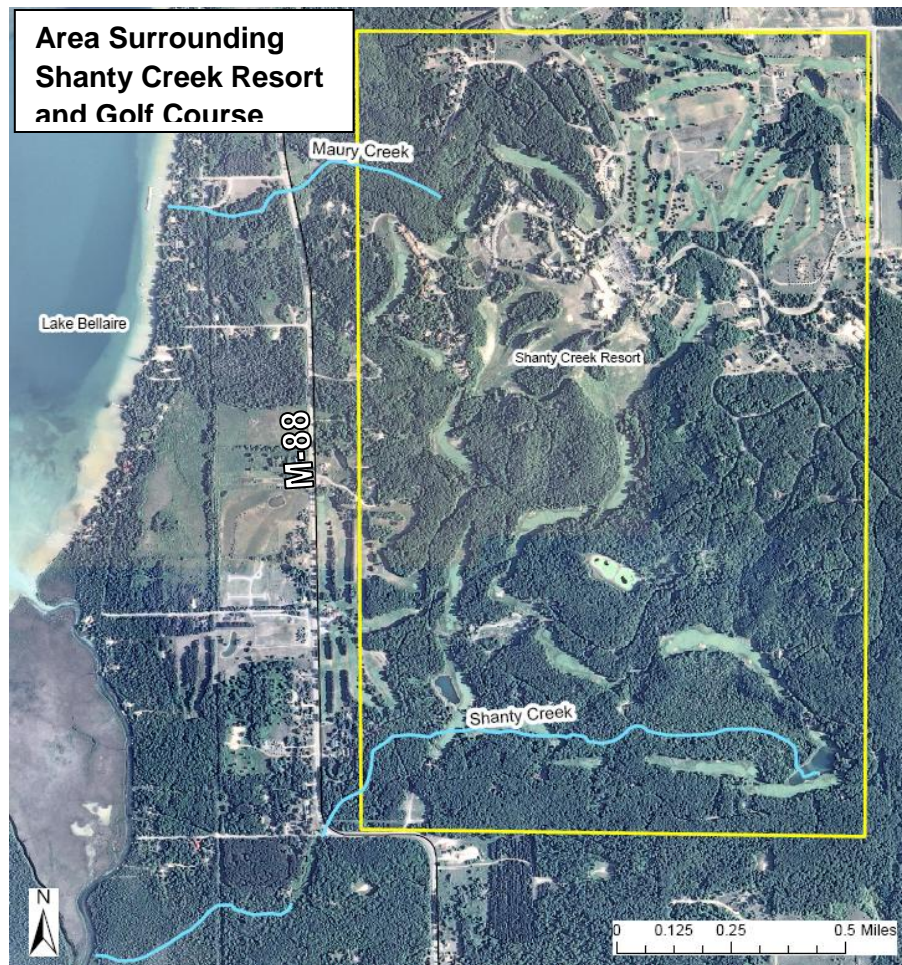 Area Surrounding
Shanty Creek Resort
and Golf Course
Maury Creek
Lake Bellaire
Shanty Creek Resort
M-88
Shanty Creek
N
0 0.125 0.25 0.5 Miles